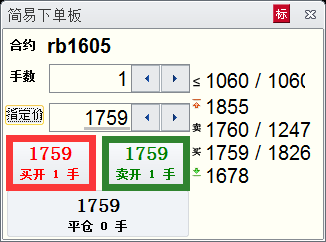 简易下单板 标
合约 rb1605
手数 1 ≤ 1060 / 1060
1855
指定价 1759 卖 1760 / 1247
买 1759 / 1826
1678
1759 1759
买开 1 手 卖开 1 手
1759
平仓 0 手